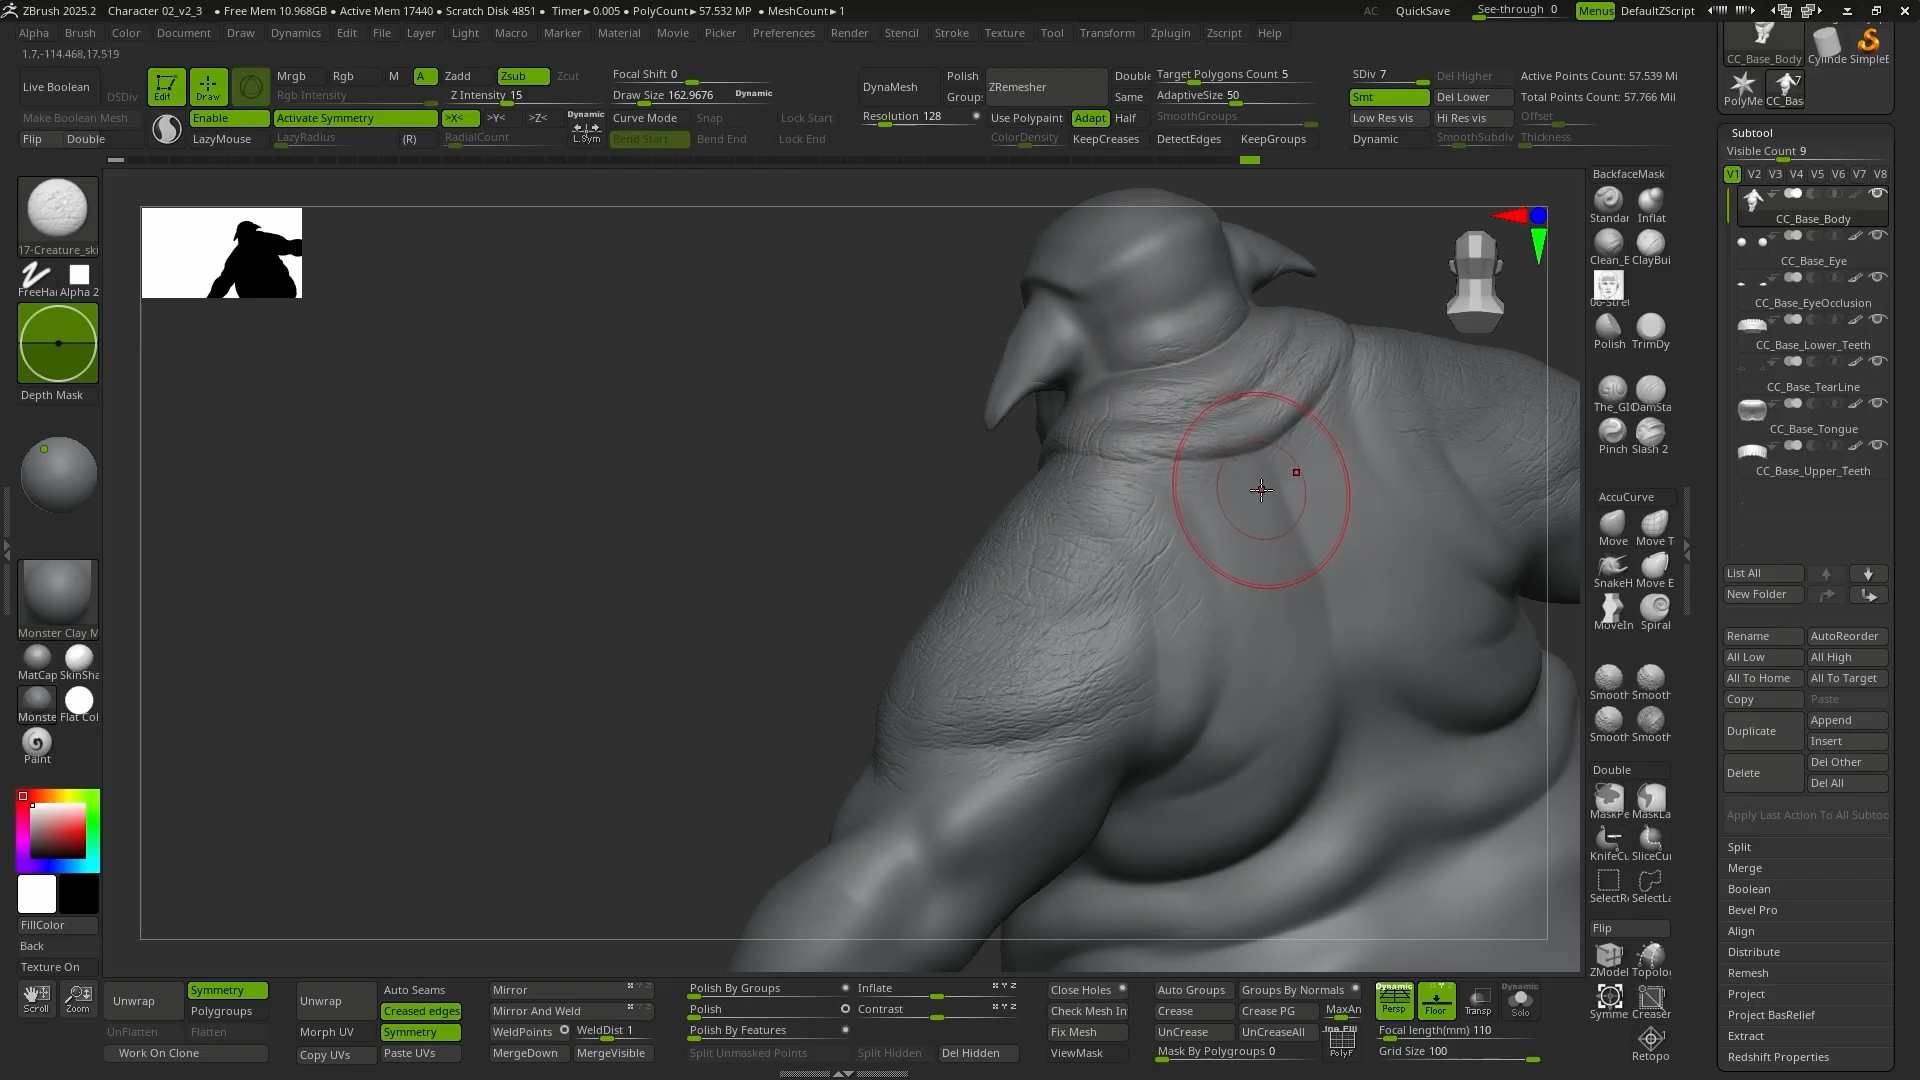 ZBrush 2025.2 Character 02_v2_3 • Free Mem 10.968GB • Active Mem 17440 • Scratch Disk 4851 • Timer▸0.005 • PolyCount▸57.532 MP • MeshCount▸1 AC QuickSave See-through 0 Menus DefaultZScript
Alpha Brush Color Document Draw Dynamics Edit File Layer Light Macro Marker Material Movie Picker Preferences Render Stencil Stroke Texture Tool Transform Zplugin Zscript Help
1.7,-114.468,17.519
Live Boolean
DSDiv
Make Boolean Mesh
Flip Double
Edit
Draw
Mrgb Rgb M A Zadd Zsub Zcut
Rgb Intensity Z Intensity 15
Enable Activate Symmetry >X< >Y< >Z<
LazyMouse LazyRadius (R) RadialCount
Dynamic
L.Sym
Focal Shift 0
Draw Size 162.9676 Dynamic
Curve Mode Snap Lock Start
Bend Start Bend End Lock End
DynaMesh
Resolution 128
Polish
Group:
ZRemesher
Double
Same
Use Polypaint Adapt Half
ColorDensity KeepCreases
Target Polygons Count 5
AdaptiveSize 50
SmoothGroups
DetectEdges KeepGroups
SDiv 7 Del Higher
Smt Del Lower
Low Res vis Hi Res vis
Dynamic SmoothSubdiv
Active Points Count: 57.539 Mi
Total Points Count: 57.766 Mil
Offset
Thickness
CC_Base_Body Cylinde SimpleE
7
PolyMe CC_Bas
Subtool
Visible Count 9
V1 V2 V3 V4 V5 V6 V7 V8
CC_Base_Body
CC_Base_Eye
CC_Base_EyeOcclusion
CC_Base_Lower_Teeth
CC_Base_TearLine
CC_Base_Tongue
CC_Base_Upper_Teeth
List All
New Folder
Rename AutoReorder
All Low All High
All To Home All To Target
Copy Paste
Duplicate Append
Insert
Delete Del Other
Del All
Apply Last Action To All Subtoo
Split
Merge
Boolean
Bevel Pro
Align
Distribute
Remesh
Project
Project BasRelief
Extract
Redshift Properties
17-Creature_ski
FreeHa Alpha 2
Depth Mask
Monster Clay M
MatCap SkinSha
Monste Flat Col
Paint
FillColor
Back
Texture On
Scroll Zoom
BackfaceMask
Standar Inflat
Clean_E ClayBui
06-Stret
Polish TrimDy
The_GIO DamSta
Pinch Slash 2
AccuCurve
Move Move T
SnakeH Move E
MoveIn Spiral
Smooth Smooth
Smooth Smooth
Double
MaskPe MaskLa
KnifeCu SliceCur
SelectRe SelectLa
Flip
ZModel Topolog
Symme Creaser
Retopo
Unwrap Symmetry
Polygroups
UnFlatten Flatten
Work On Clone
Unwrap Auto Seams
Creased edges
Morph UV Symmetry
Copy UVs Paste UVs
Mirror
Mirror And Weld
WeldPoints WeldDist 1
MergeDown MergeVisible
Polish By Groups Inflate
Polish Contrast
Polish By Features
Split Unmasked Points Split Hidden Del Hidden
Close Holes
Check Mesh In
Fix Mesh
ViewMask
Auto Groups Groups By Normals
Crease Crease PG MaxAn
UnCrease UnCreaseAll
Mask By Polygroups 0
Dynamic
Persp Floor Transp Dynamic
Solo
Line Fill
PolyF
Focal length(mm) 110
Grid Size 100